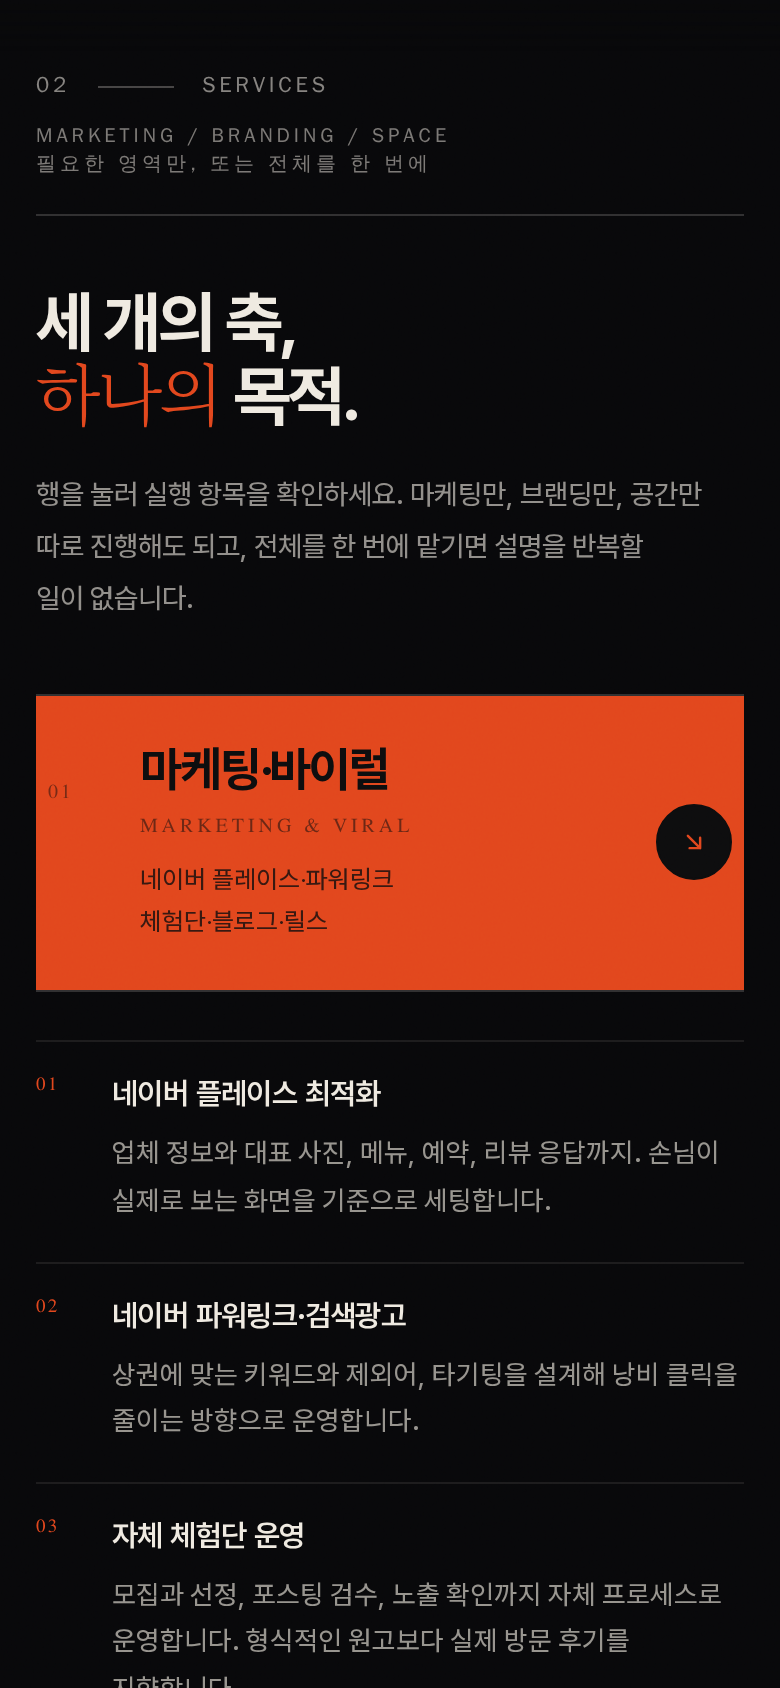 02 SERVICES
MARKETING / BRANDING / SPACE
필요한 영역만, 또는 전체를 한 번에
세 개의 축,
하나의 목적.
행을 눌러 실행 항목을 확인하세요. 마케팅만, 브랜딩만, 공간만
따로 진행해도 되고, 전체를 한 번에 맡기면 설명을 반복할
일이 없습니다.
01
마케팅·바이럴
MARKETING & VIRAL
네이버 플레이스·파워링크
체험단·블로그·릴스
01
네이버 플레이스 최적화
업체 정보와 대표 사진, 메뉴, 예약, 리뷰 응답까지. 손님이
실제로 보는 화면을 기준으로 세팅합니다.
02
네이버 파워링크·검색광고
상권에 맞는 키워드와 제외어, 타기팅을 설계해 낭비 클릭을
줄이는 방향으로 운영합니다.
03
자체 체험단 운영
모집과 선정, 포스팅 검수, 노출 확인까지 자체 프로세스로
운영합니다. 형식적인 원고보다 실제 방문 후기를
지향합니다.